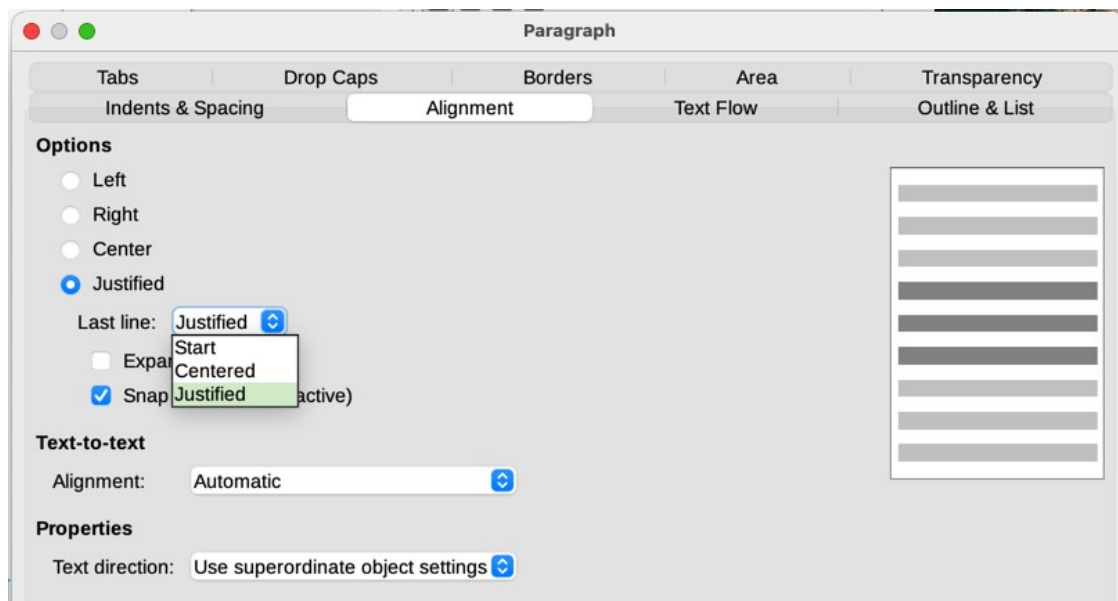 Paragraph
Tabs Drop Caps Borders Area Transparency
Indents & Spacing Alignment Text Flow Outline & List
Options
Left
Right
Center
Justified
Last line: Justified
Start
Centered
Justified
Snap active)
Text-to-text
Alignment: Automatic
Properties
Text direction: Use superordinate object settings